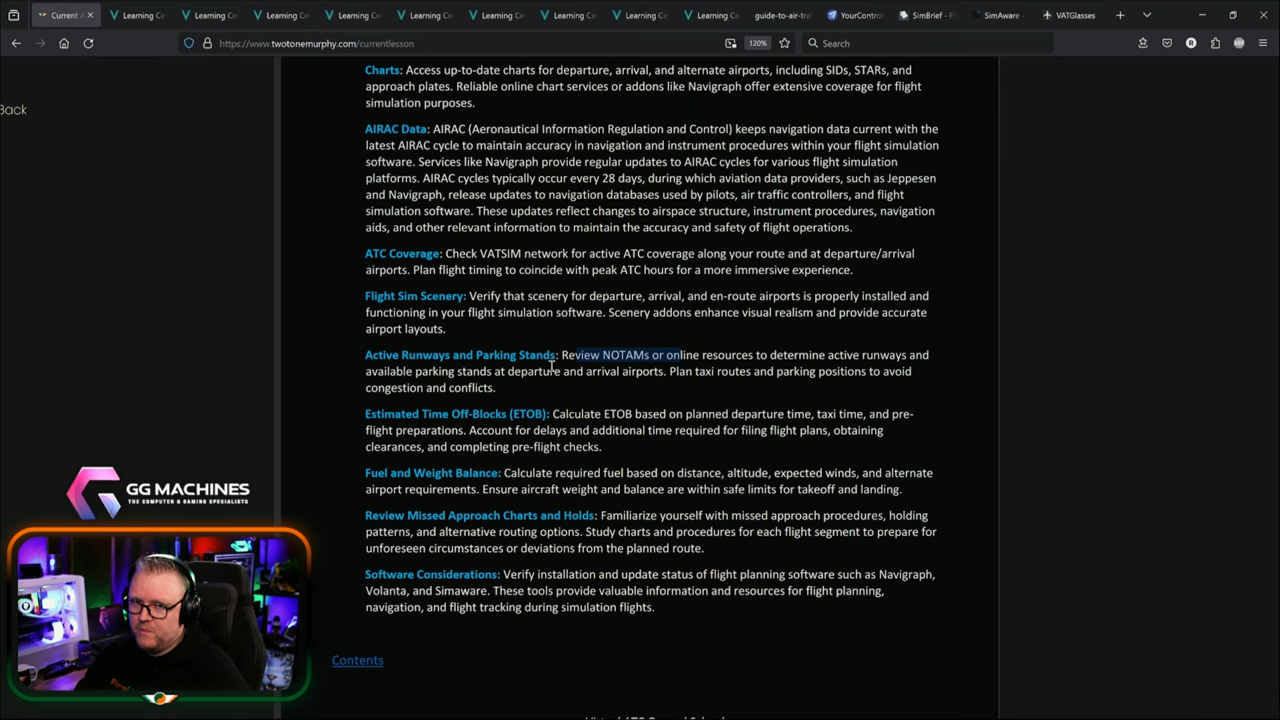 Current
Learning Ce
Learning Ce
Learning Ce
Learning Ce
Learning Ce
Learning Ce
Learning Ce
Learning Ce
Learning Ce
guide-to-air-tra
YourControl
SimBrief - Fl
SimAware
VATGlasses
https://www.twotonemurphy.com/currentlesson
120%
Search
Back
Charts: Access up-to-date charts for departure, arrival, and alternate airports, including SIDs, STARs, and
approach plates. Reliable online chart services or addons like Navigraph offer extensive coverage for flight
simulation purposes.
AIRAC Data: AIRAC (Aeronautical Information Regulation and Control) keeps navigation data current with the
latest AIRAC cycle to maintain accuracy in navigation and instrument procedures within your flight simulation
software. Services like Navigraph provide regular updates to AIRAC cycles for various flight simulation
platforms. AIRAC cycles typically occur every 28 days, during which aviation data providers, such as Jeppesen
and Navigraph, release updates to navigation databases used by pilots, air traffic controllers, and flight
simulation software. These updates reflect changes to airspace structure, instrument procedures, navigation
aids, and other relevant information to maintain the accuracy and safety of flight operations.
ATC Coverage: Check VATSIM network for active ATC coverage along your route and at departure/arrival
airports. Plan flight timing to coincide with peak ATC hours for a more immersive experience.
Flight Sim Scenery: Verify that scenery for departure, arrival, and en-route airports is properly installed and
functioning in your flight simulation software. Scenery addons enhance visual realism and provide accurate
airport layouts.
Active Runways and Parking Stands: Review NOTAMs or online resources to determine active runways and
available parking stands at departure and arrival airports. Plan taxi routes and parking positions to avoid
congestion and conflicts.
Estimated Time Off-Blocks (ETOB): Calculate ETOB based on planned departure time, taxi time, and pre-
flight preparations. Account for delays and additional time required for filing flight plans, obtaining
clearances, and completing pre-flight checks.
Fuel and Weight Balance: Calculate required fuel based on distance, altitude, expected winds, and alternate
airport requirements. Ensure aircraft weight and balance are within safe limits for takeoff and landing.
Review Missed Approach Charts and Holds: Familiarize yourself with missed approach procedures, holding
patterns, and alternative routing options. Study charts and procedures for each flight segment to prepare for
unforeseen circumstances or deviations from the planned route.
Software Considerations: Verify installation and update status of flight planning software such as Navigraph,
Volanta, and Simaware. These tools provide valuable information and resources for flight planning,
navigation, and flight tracking during simulation flights.
Contents
GG MACHINES
THE COMPUTER & GAMING SPECIALISTS